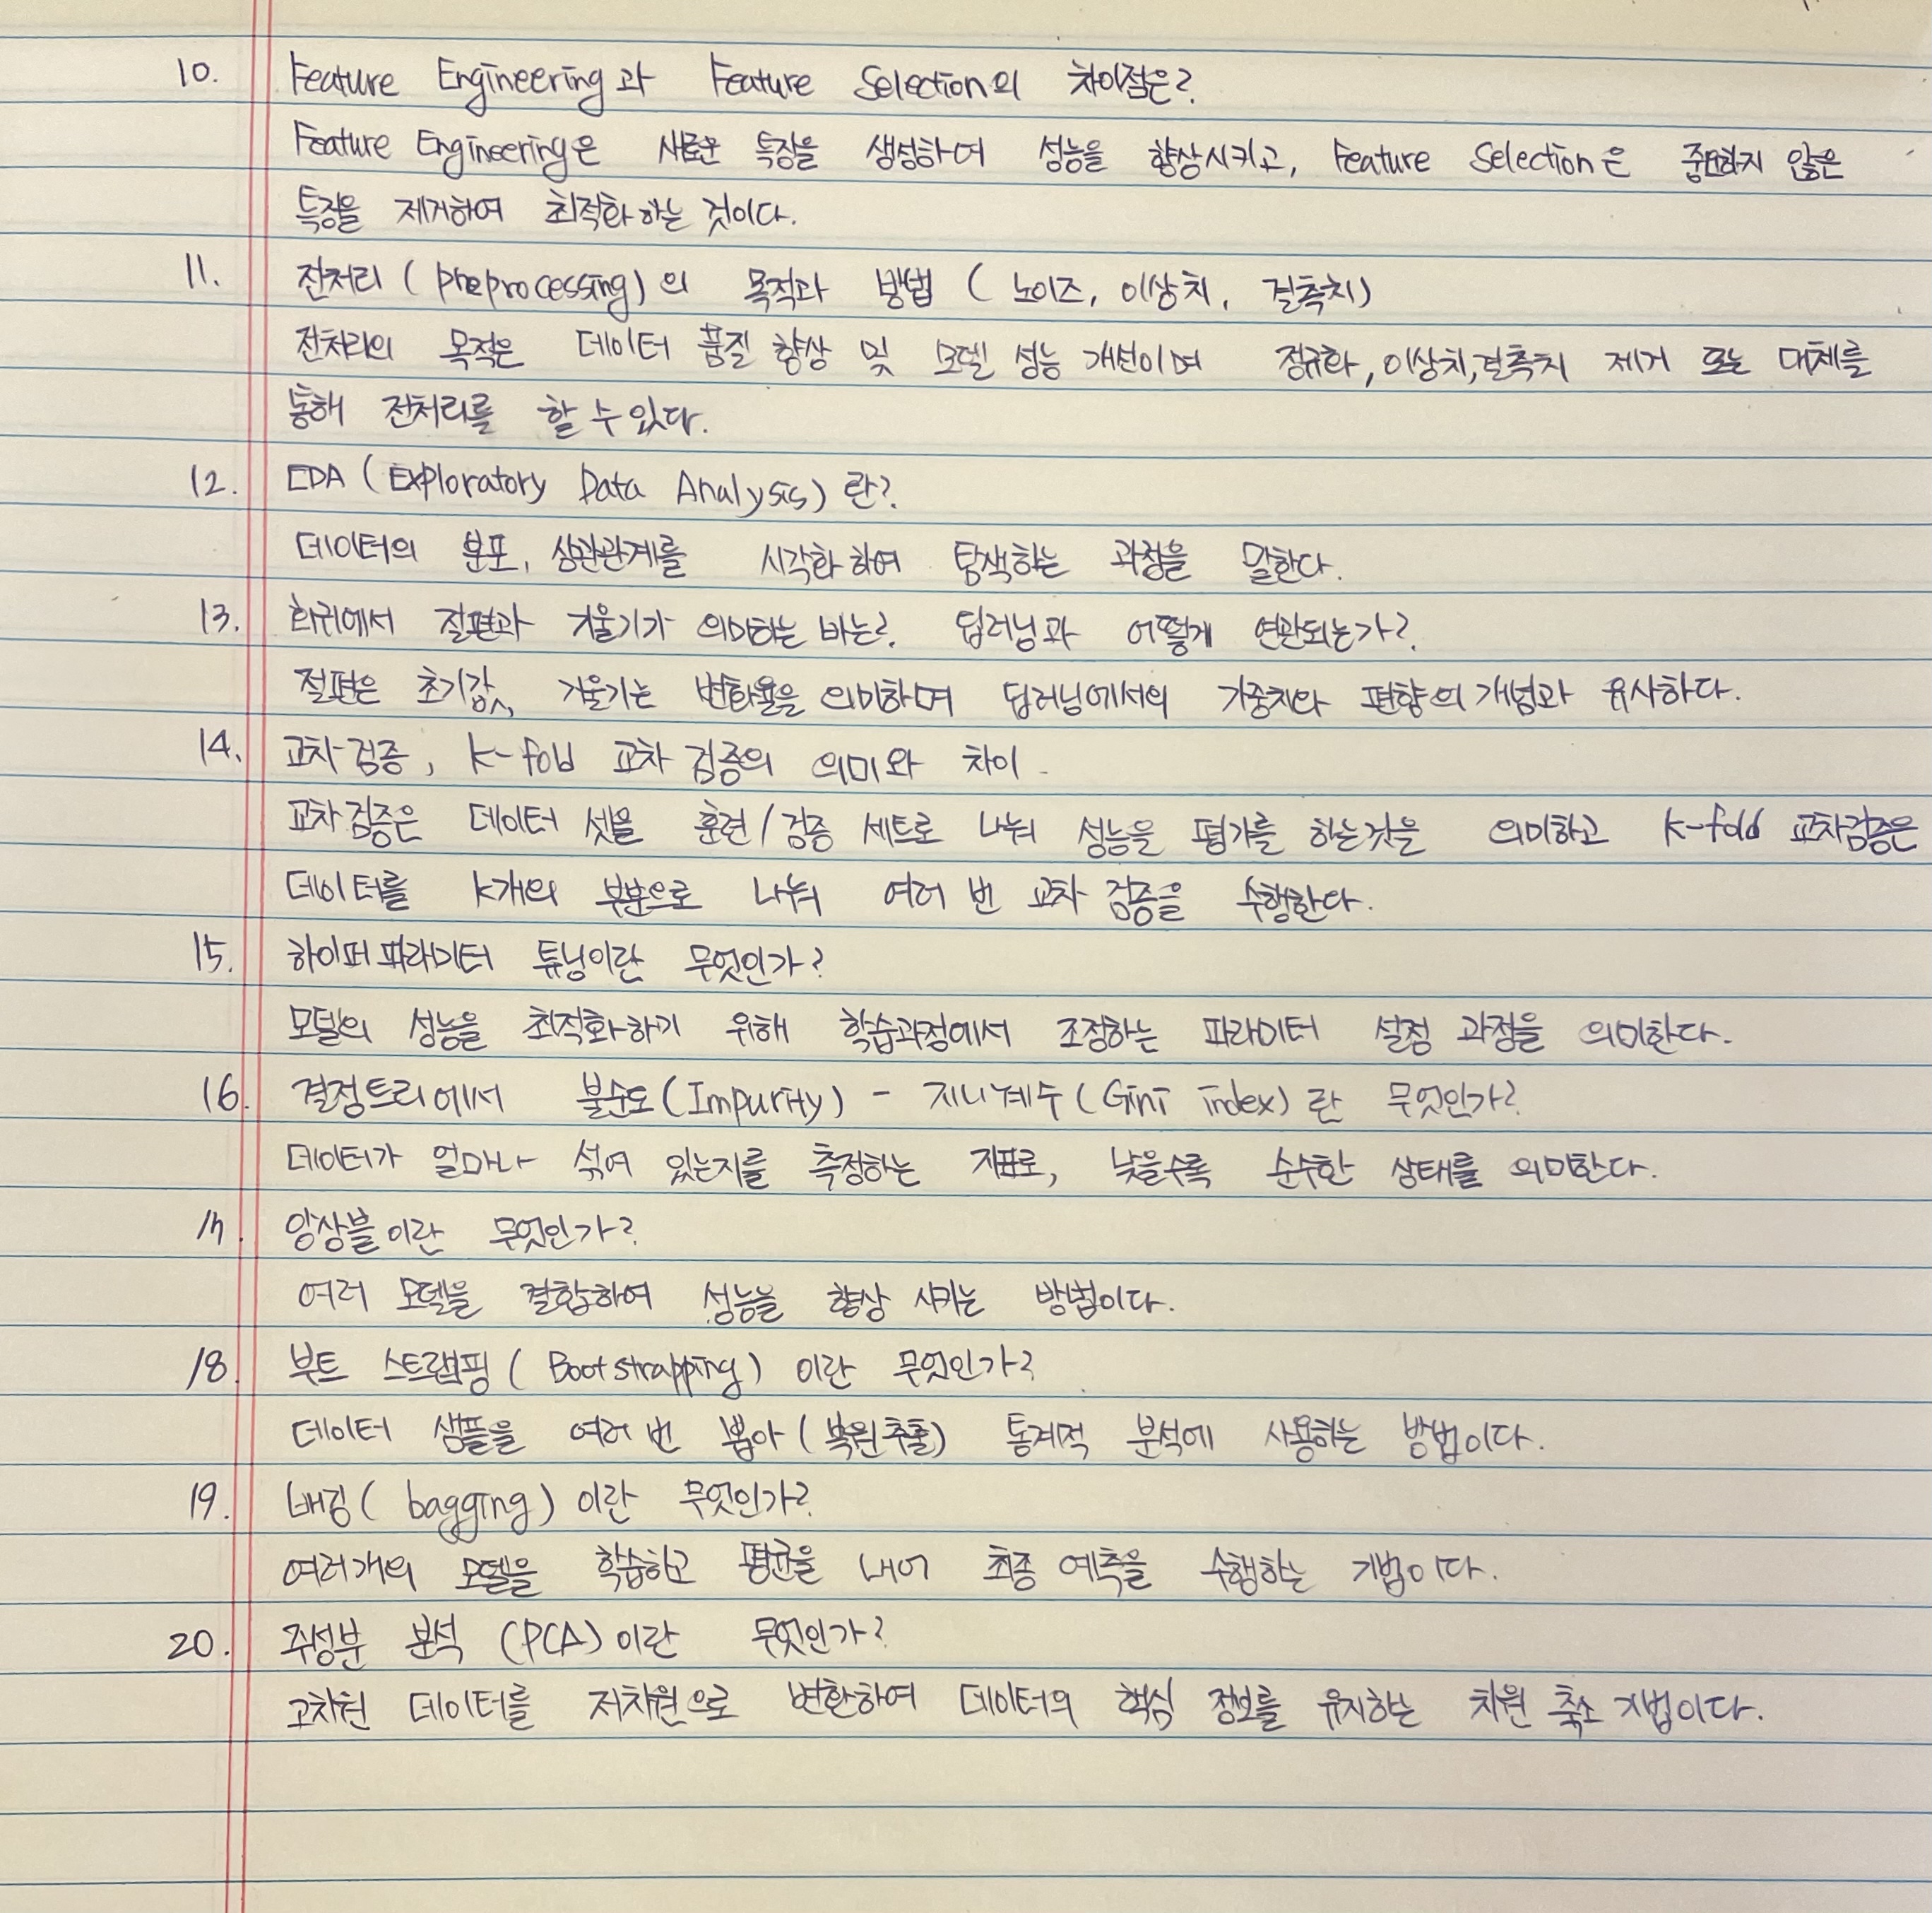 10. Feature Engineering과 Feature Selection의 차이점은?
Feature Engineering은 새로운 특징을 생성하여 성능을 향상시키고, Feature Selection은 중요하지 않은
특징을 제거하여 최적화 하는 것이다.
11. 전처리 (preprocessing)의 목적과 방법 (노이즈, 이상치, 결측치)
전처리의 목적은 데이터 품질 향상 및 모델 성능 개선이며 정규화, 이상치, 결측치 제거 또는 대체를
통해 전처리를 할 수 있다.
12. EDA (Exploratory Data Analysis)란?
데이터의 분포, 상관관계를 시각화 하여 탐색하는 과정을 말한다.
13. 회귀에서 절편과 기울기가 의미하는 바는? 딥러닝과 어떻게 연관되는가?
절편은 초기값, 기울기는 변화율을 의미하며 딥러닝에서의 가중치와 편향의 개념과 유사하다.
14. 교차 검증, K-fold 교차 검증의 의미와 차이
교차 검증은 데이터 셋을 훈련/검증 세트로 나눠 성능을 평가를 하는것을 의미하고 K-fold 교차검증은
데이터를 K개의 부분으로 나눠 여러 번 교차 검증을 수행한다.
15. 하이퍼 파라미터 튜닝이란 무엇인가?
모델의 성능을 최적화하기 위해 학습과정에서 조정하는 파라미터 설정 과정을 의미한다.
16. 결정 트리에서 불순도(Impurity) - 지니계수(Gini index)란 무엇인가?
데이터가 얼마나 섞여 있는지를 측정하는 지표로, 낮을수록 순수한 상태를 의미한다.
17. 앙상블이란 무엇인가?
여러 모델을 결합하여 성능을 향상 시키는 방법이다.
18. 부트 스트랩핑(Bootstrapping)이란 무엇인가?
데이터 샘플을 여러 번 뽑아(복원추출) 통계적 분석에 사용하는 방법이다.
19. 배깅(bagging)이란 무엇인가?
여러개의 모델을 학습하고 평균을 내어 최종 예측을 수행하는 기법이다.
20. 주성분 분석 (PCA)이란 무엇인가?
고차원 데이터를 저차원으로 변환하여 데이터의 핵심 정보를 유지하는 차원 축소 기법이다.